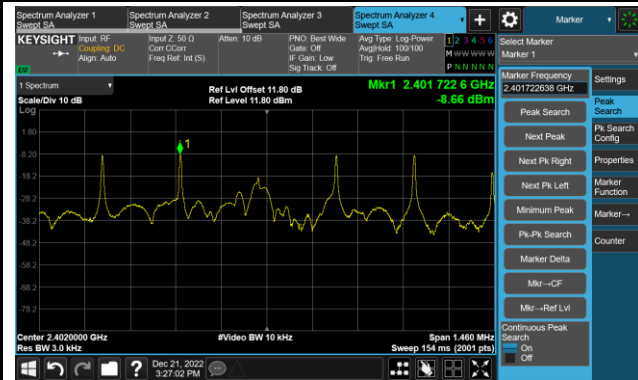 Spectrum Analyzer 1
Swept SA
Spectrum Analyzer 2
Swept SA
Spectrum Analyzer 3
Swept SA
Spectrum Analyzer 4
Swept SA
+
Marker
KEYSIGHT
Input: RF
Coupling: DC
Align: Auto
Input Z: 50 Ω
Corr CCorr
Freq Ref: Int (S)
Atten: 10 dB
PNO: Best Wide
Gate: Off
IF Gain: Low
Sig Track: Off
Avg Type: Log-Power
Avg|Hold: 100/100
Trig: Free Run
1 2 3 4 5 6
M W W W W W
P N N N N N
Select Marker
Marker 1
1 Spectrum
Scale/Div 10 dB
Log
Ref Lvl Offset 11.80 dB
Ref Level 11.80 dBm
Mkr1 2.401 722 6 GHz
-8.66 dBm
1.80
-8.20
-18.2
-28.2
-38.2
-48.2
-58.2
-68.2
-78.2
1
Center 2.4020000 GHz
Res BW 3.0 kHz
#Video BW 10 kHz
Span 1.460 MHz
Sweep 154 ms (2001 pts)
Marker Frequency
2.401722638 GHz
Peak Search
Next Peak
Next Pk Right
Next Pk Left
Minimum Peak
Pk-Pk Search
Marker Delta
Mkr→CF
Mkr→Ref Lvl
Continuous Peak
Search
On
Off
Settings
Peak
Search
Pk Search
Config
Properties
Marker
Function
Marker→
Counter
?
Dec 21, 2022
3:27:02 PM